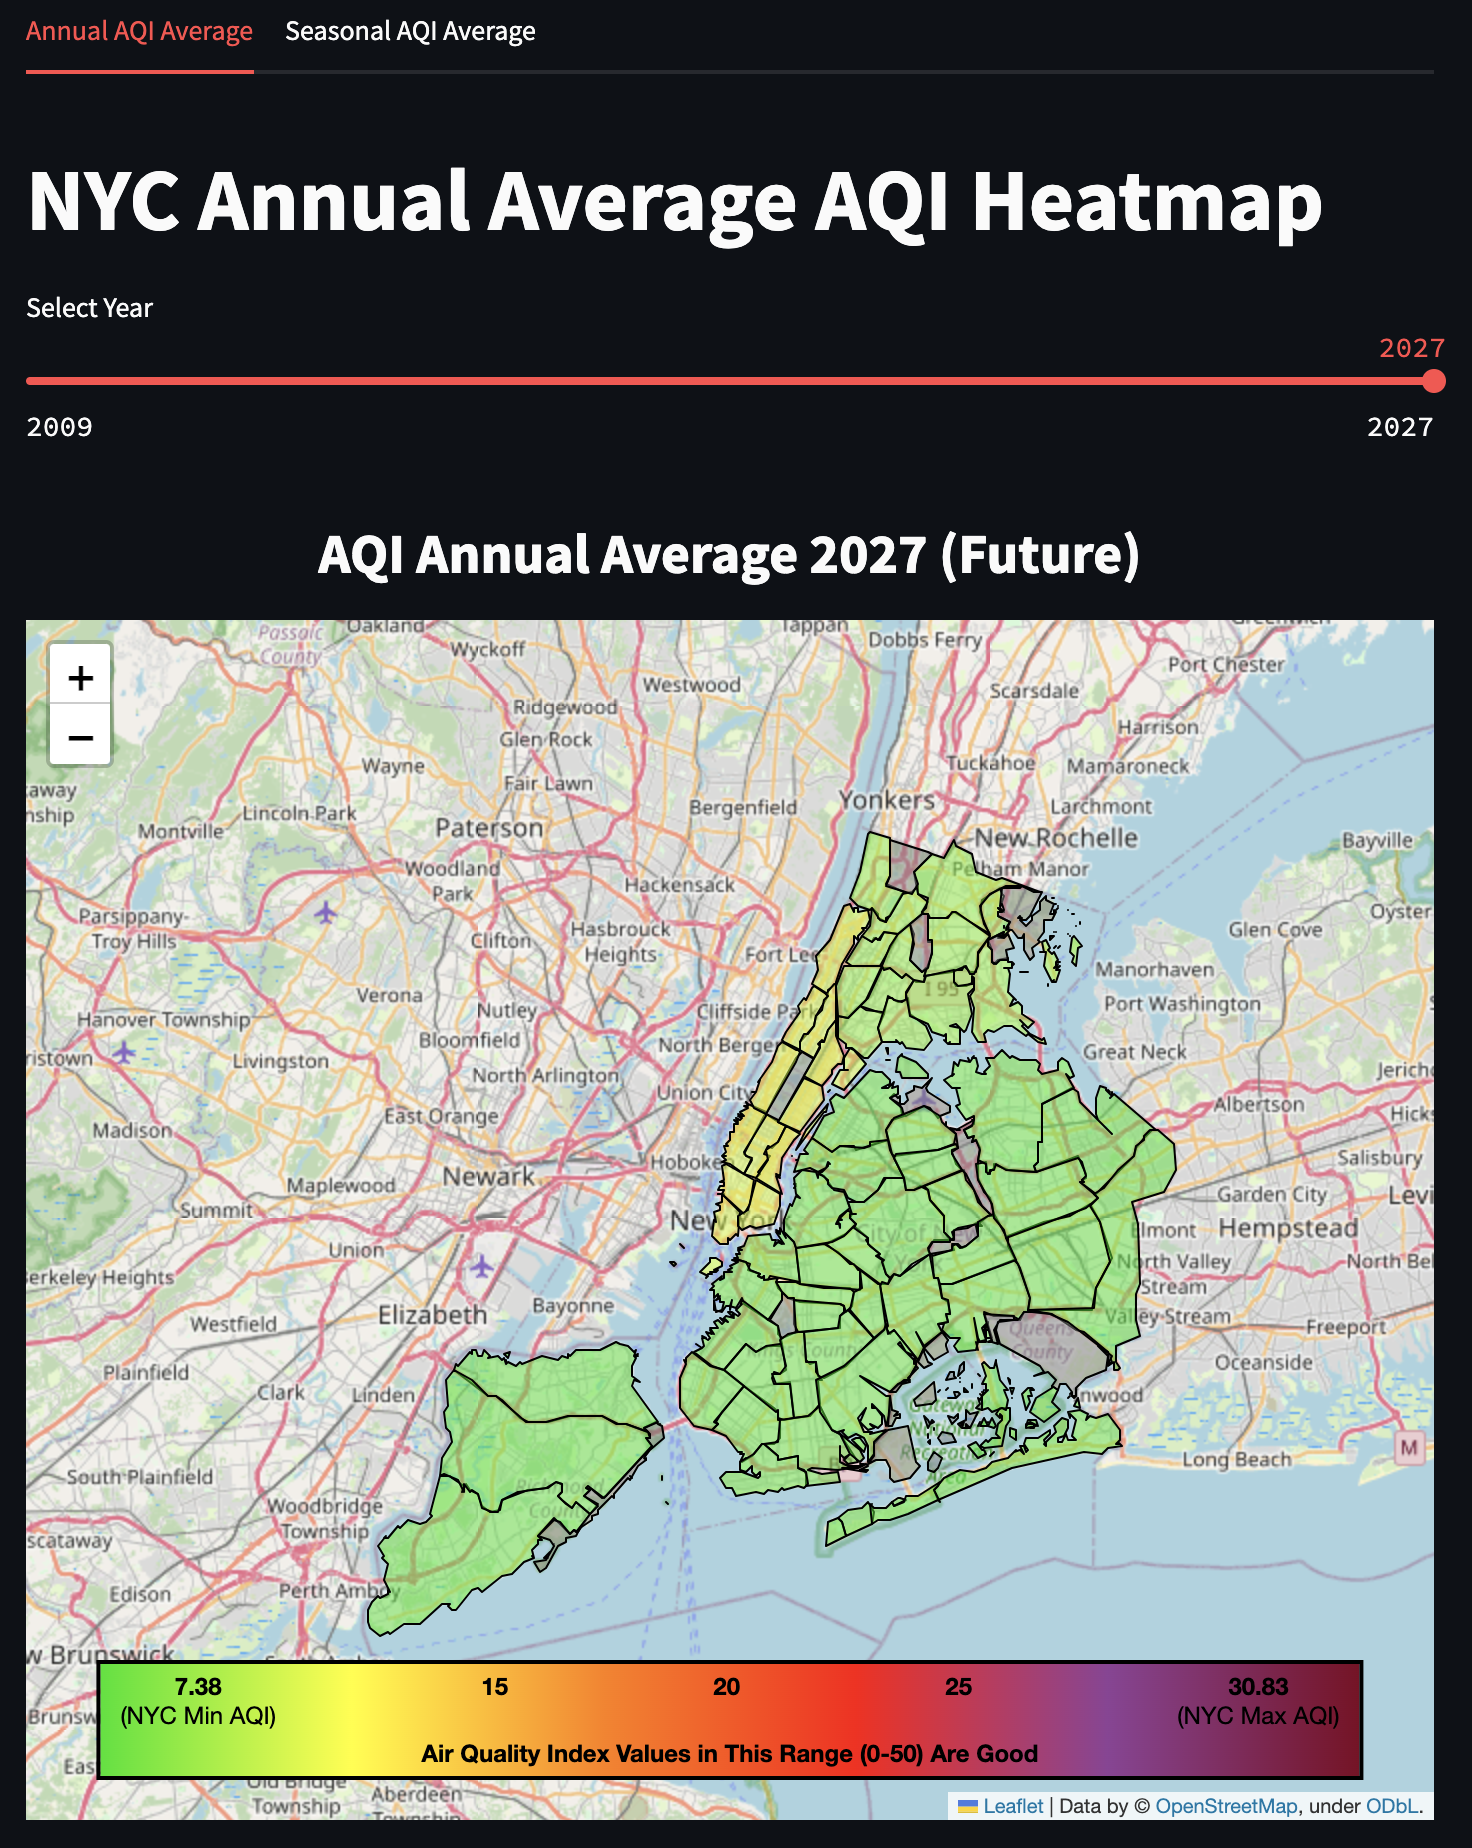 Annual AQI Average Seasonal AQI Average
NYC Annual Average AQI Heatmap
Select Year
2027
2009 2027
AQI Annual Average 2027 (Future)
+
−
Passaic
County
Oakland
Tappan
Dobbs Ferry
Port Chester
Wyckoff
Westwood
Scarsdale
Ridgewood
Harrison
Glen Rock
Wayne
Tuckahoe
Mamaroneck
Fair Lawn
Bergenfield
Yonkers
Larchmont
Lincoln Park
Montville
Paterson
New Rochelle
Bayville
Woodland
Park
Pelham Manor
Hackensack
Parsippany-
Troy Hills
Oyster
Clifton
Hasbrouck
Heights
Glen Cove
Fort Lee
Manorhaven
Verona
Nutley
I 95
Port Washington
Hanover Township
Bloomfield
Cliffside Park
Livingston
North Bergen
Great Neck
North Arlington
Union City
East Orange
Albertson
Madison
Hoboken
Salisbury
Newark
Maplewood
Garden City
Summit
New York
City of New
York
Elmont
Hempstead
Union
North Valley
Stream
Berkeley Heights
Elizabeth
Bayonne
Valley Stream
Westfield
Queens
County
Freeport
Kings County
Oceanside
Plainfield
Clark
Linden
Gateway
National
Recreation
Area
Long Beach
M
South Plainfield
Richmond
County
Woodbridge
Township
Edison
Perth Amboy
7.38 15 20 25 30.83
(NYC Min AQI) (NYC Max AQI)
Air Quality Index Values in This Range (0-50) Are Good
Old Bridge
Township
Aberdeen
Township
Leaflet | Data by © OpenStreetMap, under ODbL.